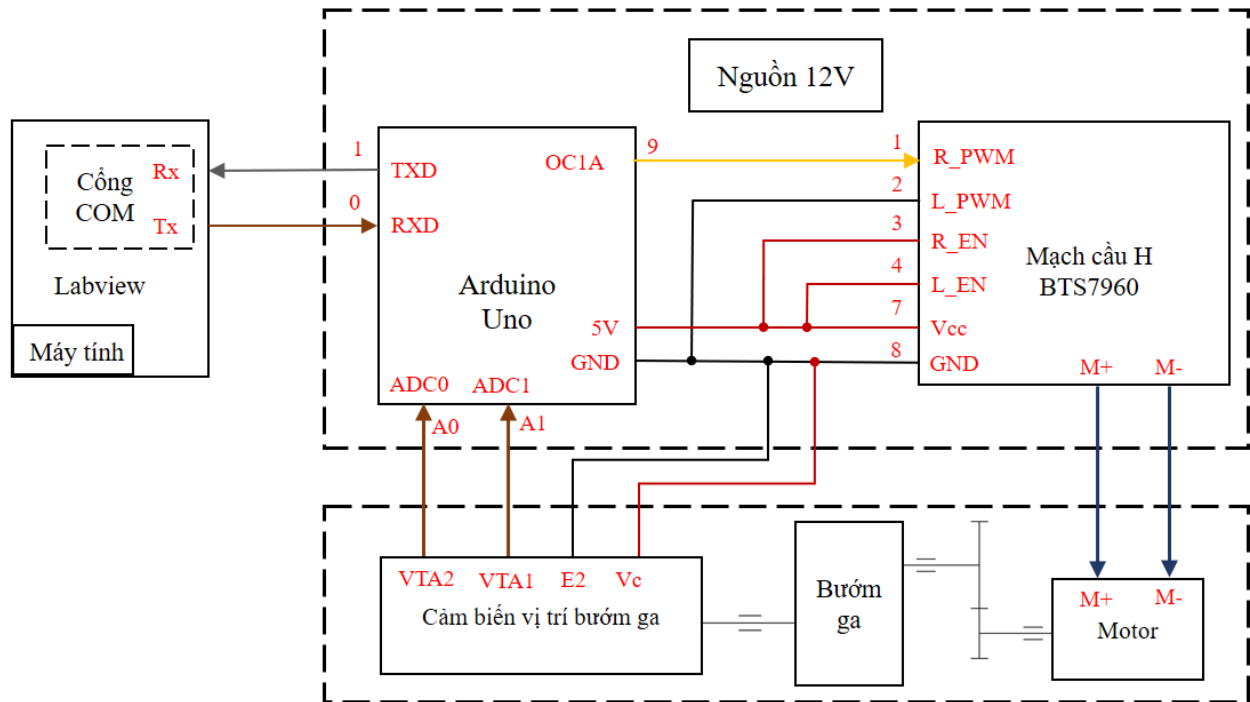 Nguồn 12V
Cổng
COM
Rx
Tx
Labview
Máy tính
1
0
TXD
RXD
OC1A
Arduino
Uno
5V
GND
ADC0
ADC1
A0
A1
9
1
2
3
4
7
8
R_PWM
L_PWM
R_EN
L_EN
Vcc
GND
Mạch cầu H
BTS7960
M+
M-
VTA2
VTA1
E2
Vc
Cảm biến vị trí bướm ga
Bướm
ga
M+
M-
Motor